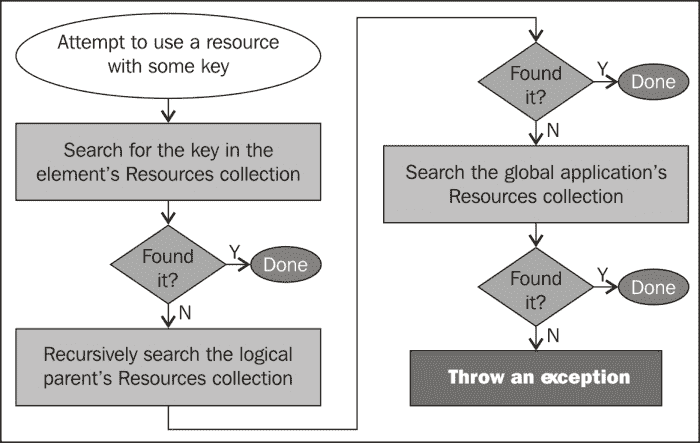 Attempt to use a resource
with some key
Search for the key in the
element's Resources collection
Found
it?
Y
Done
N
Recursively search the logical
parent's Resources collection
Found
it?
Y
Done
N
Search the global application's
Resources collection
Found
it?
Y
Done
N
Throw an exception